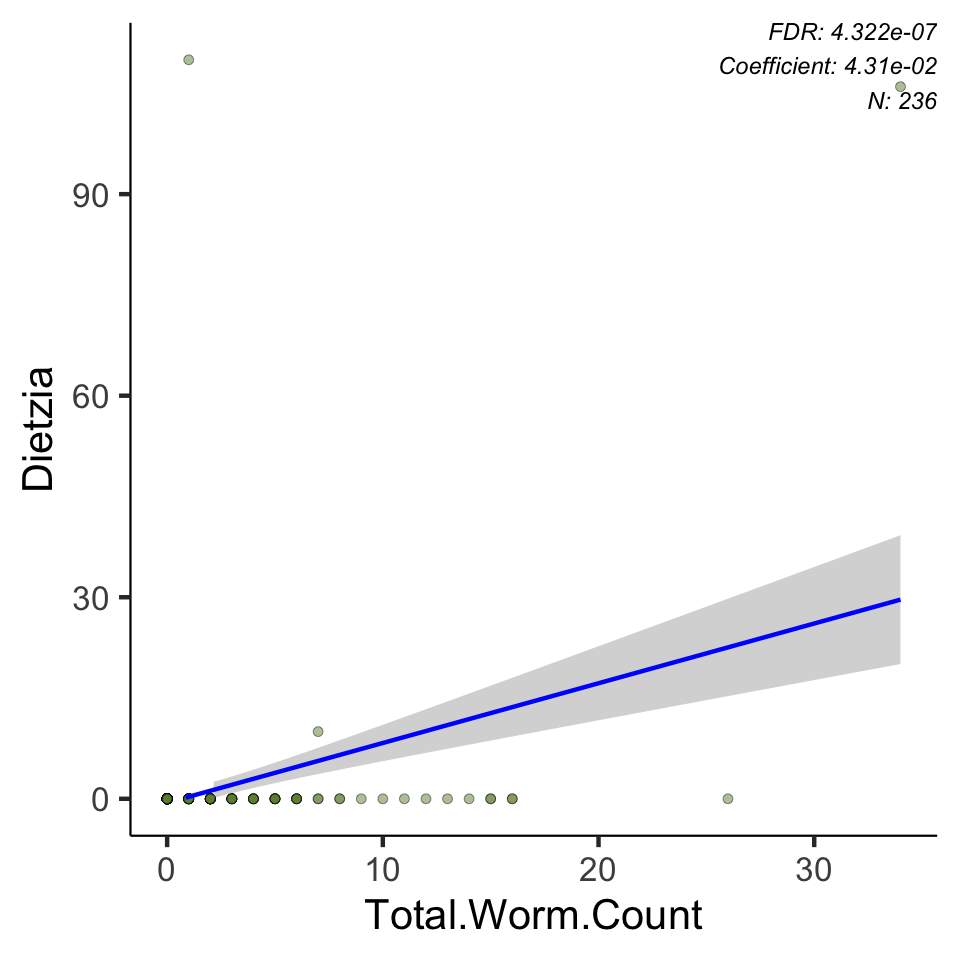 FDR: 4.322e-07
Coefficient: 4.31e-02
N: 236
90
60
30
0
Dietzia
0 10 20 30
Total.Worm.Count